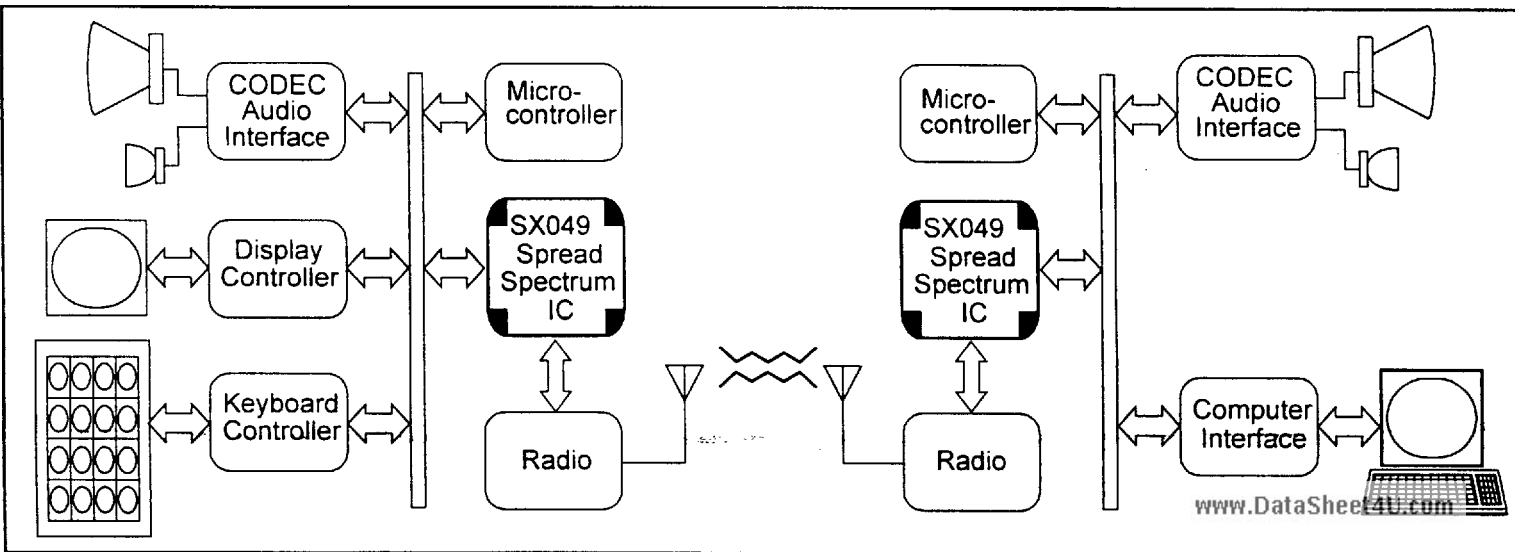 CODEC
Audio
Interface
Micro-
controller
Micro-
controller
CODEC
Audio
Interface
Display
Controller
SX049
Spread
Spectrum
IC
SX049
Spread
Spectrum
IC
Keyboard
Controller
Radio
Radio
Computer
Interface
www.DataSheet4U.com